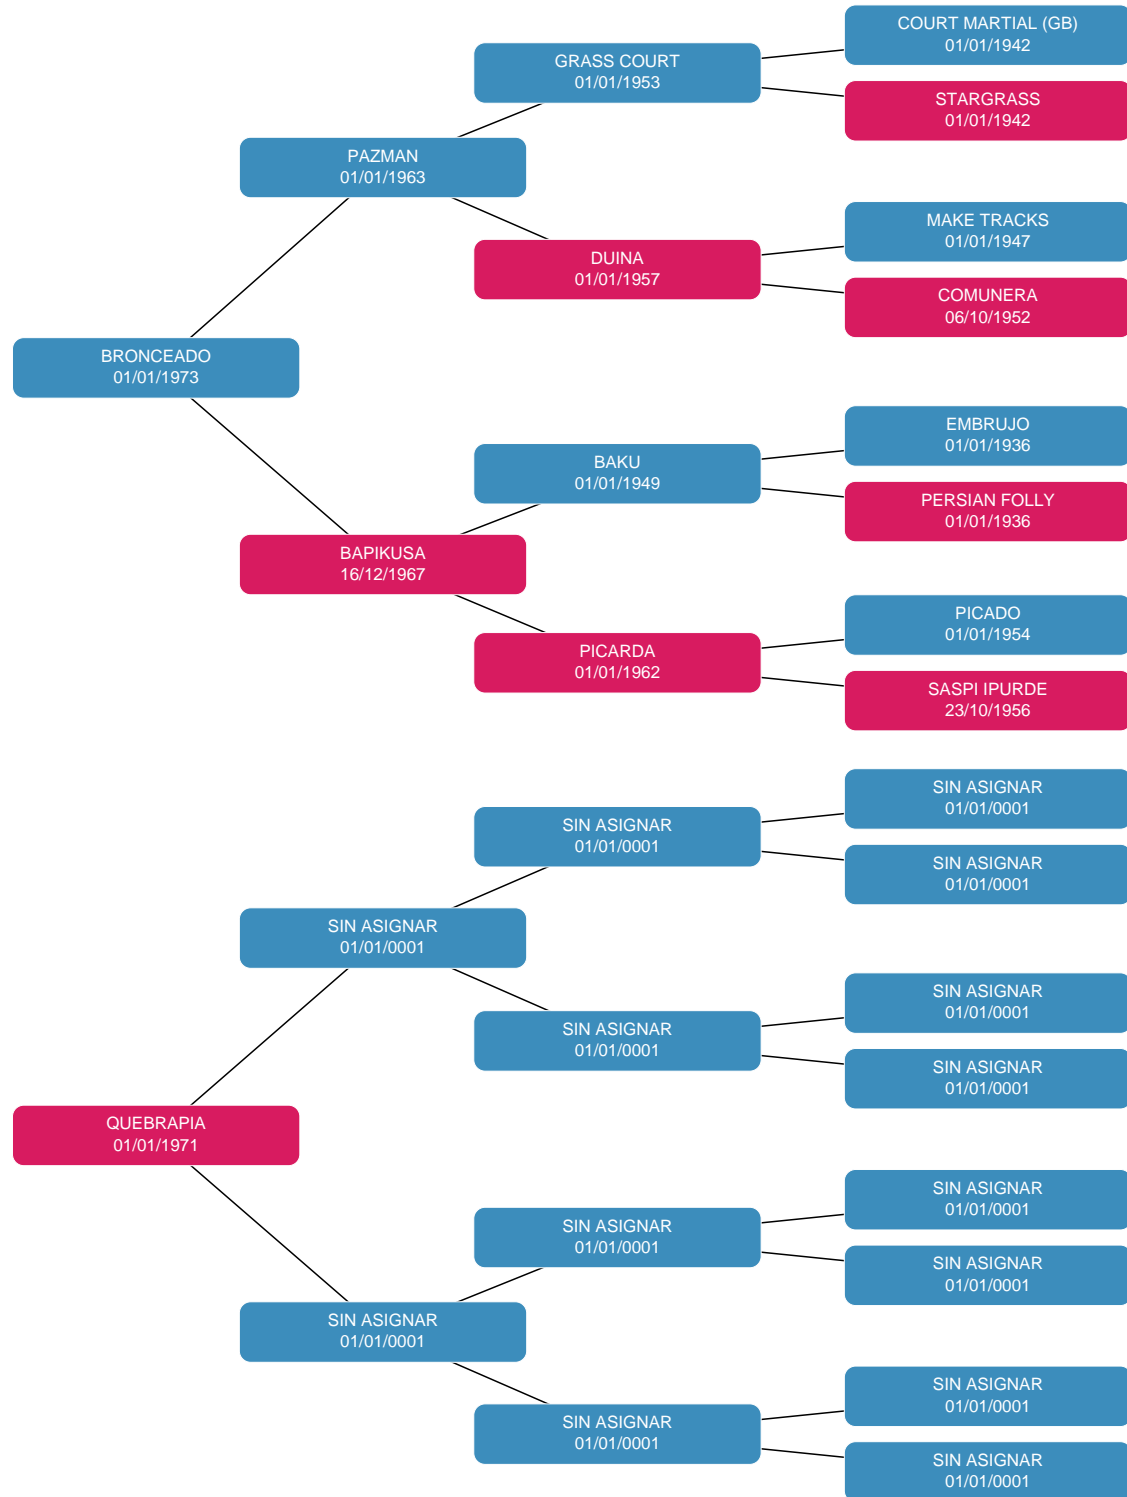 COURT MARTIAL (GB)
01/01/1942
GRASS COURT
01/01/1953
STARGRASS
01/01/1942
PAZMAN
01/01/1963
MAKE TRACKS
01/01/1947
DUINA
01/01/1957
COMUNERA
06/10/1952
BRONCEADO
01/01/1973
EMBRUJO
01/01/1936
BAKU
01/01/1949
PERSIAN FOLLY
01/01/1936
BAPIKUSA
16/12/1967
PICADO
01/01/1954
PICARDA
01/01/1962
SASPI IPURDE
23/10/1956
SIN ASIGNAR
01/01/0001
SIN ASIGNAR
01/01/0001
SIN ASIGNAR
01/01/0001
SIN ASIGNAR
01/01/0001
SIN ASIGNAR
01/01/0001
SIN ASIGNAR
01/01/0001
SIN ASIGNAR
01/01/0001
QUEBRAPIA
01/01/1971
SIN ASIGNAR
01/01/0001
SIN ASIGNAR
01/01/0001
SIN ASIGNAR
01/01/0001
SIN ASIGNAR
01/01/0001
SIN ASIGNAR
01/01/0001
SIN ASIGNAR
01/01/0001
SIN ASIGNAR
01/01/0001